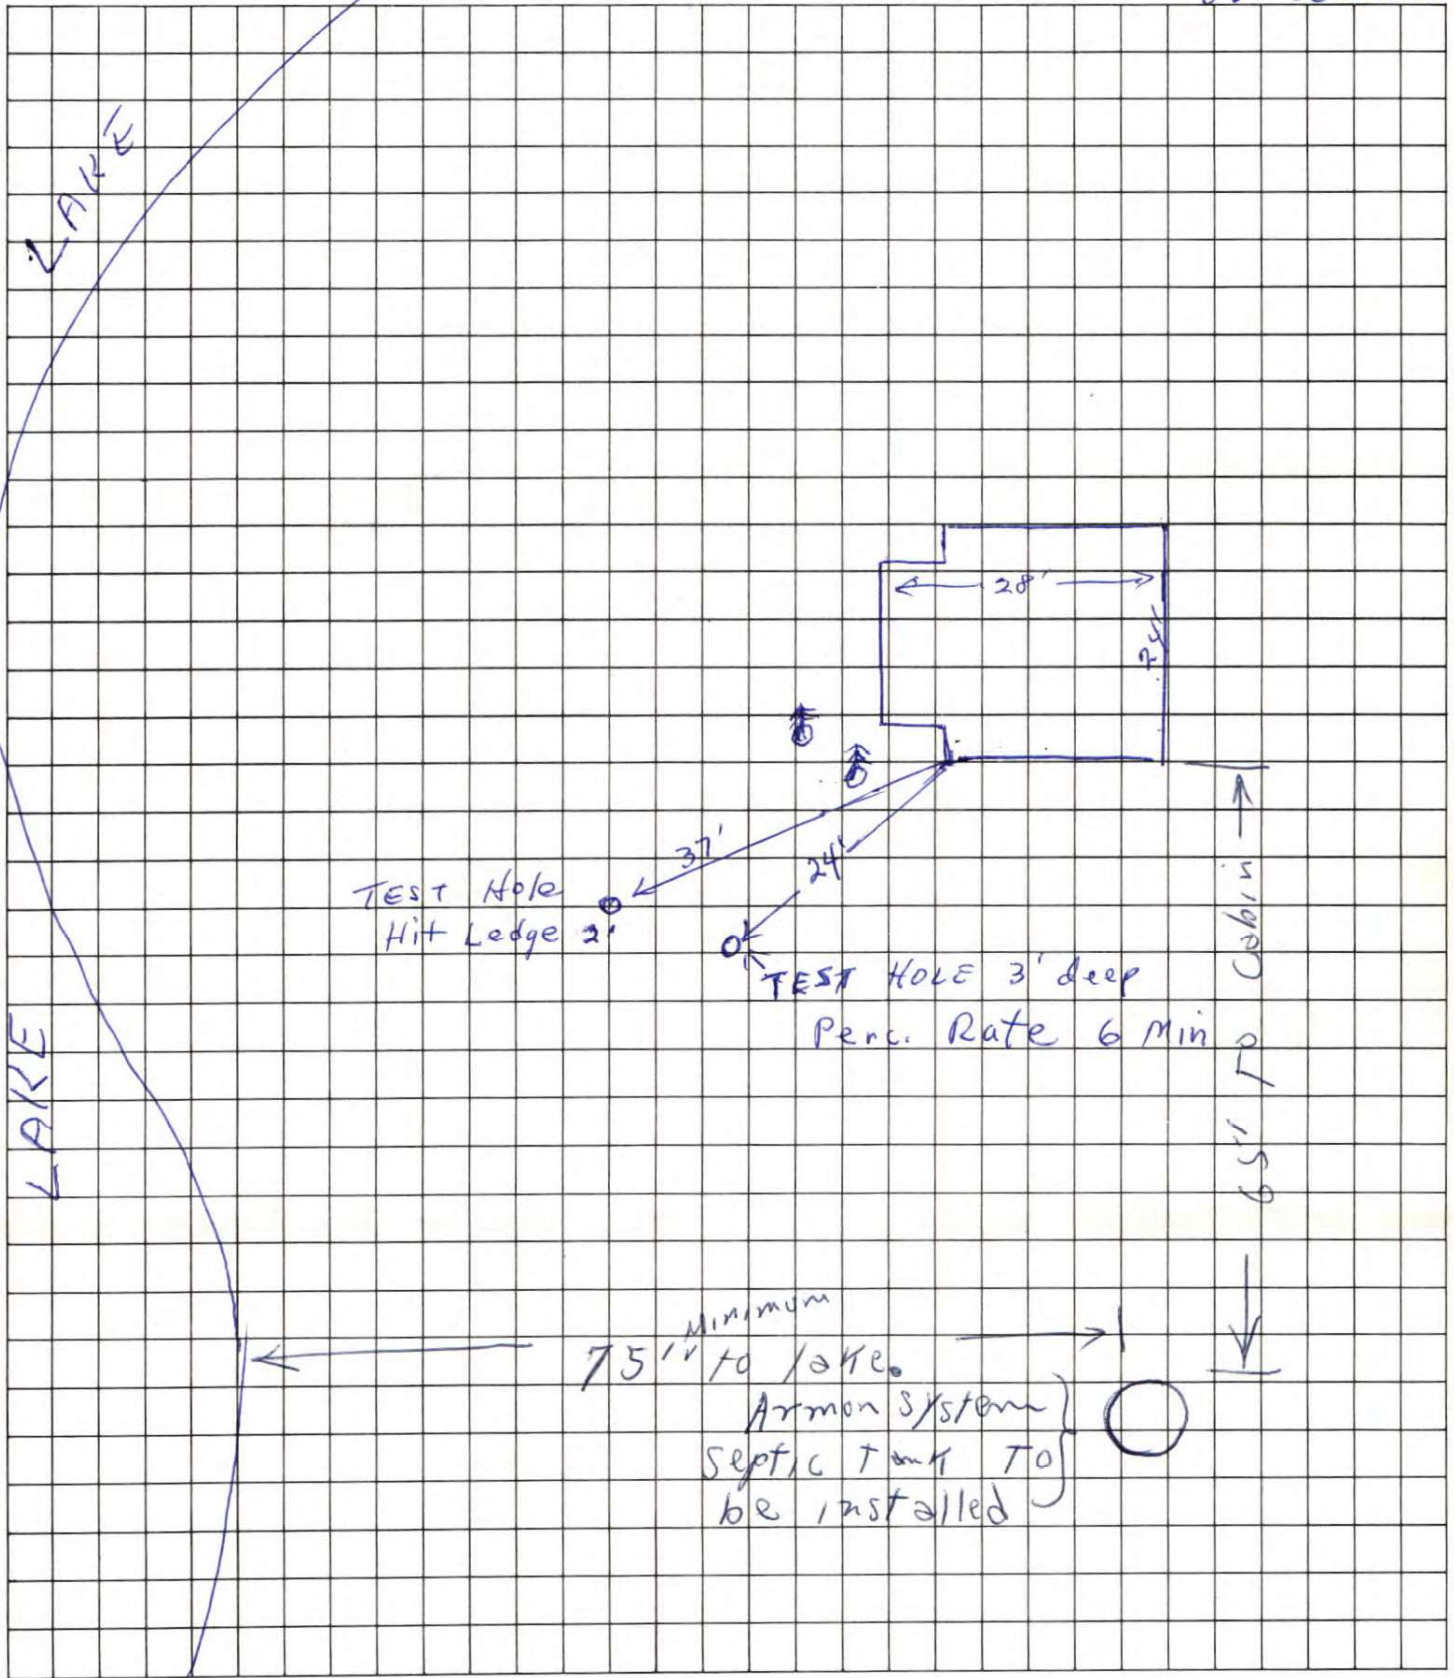 LAKE
28'
24'
37'
24'
TEST Hole
Hit Ledge 2'
TEST HOLE 3' deep
Perc. Rate 6 Min
65' To Cabin
LAKE
Minimum
75' to lake.
Armon System
Septic Tank To
be installed